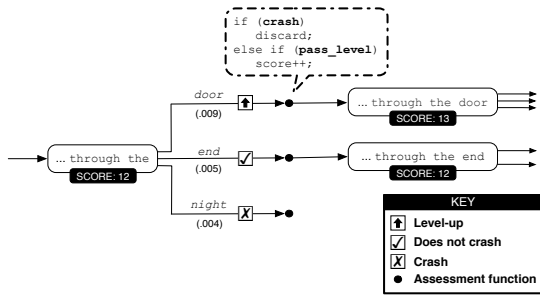 if (crash)
discard;
else if (pass_level)
score++;
door
(.009)
... through the door
SCORE: 13
... through the
SCORE: 12
end
(.005)
... through the end
SCORE: 12
night
(.004)
KEY
Level-up
Does not crash
Crash
Assessment function